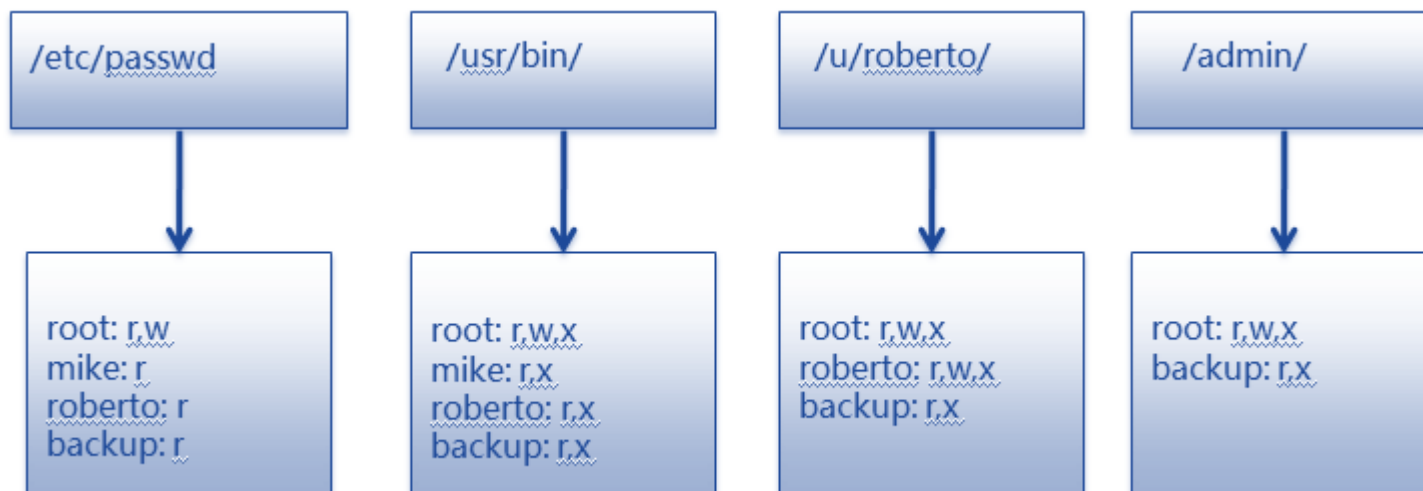 /etc/passwd
/usr/bin/
/u/roberto/
/admin/
root: r,w
mike: r
roberto: r
backup: r
root: r,w,x
mike: r,x
roberto: r,x
backup: r,x
root: r,w,x
roberto: r,w,x
backup: r,x
root: r,w,x
backup: r,x